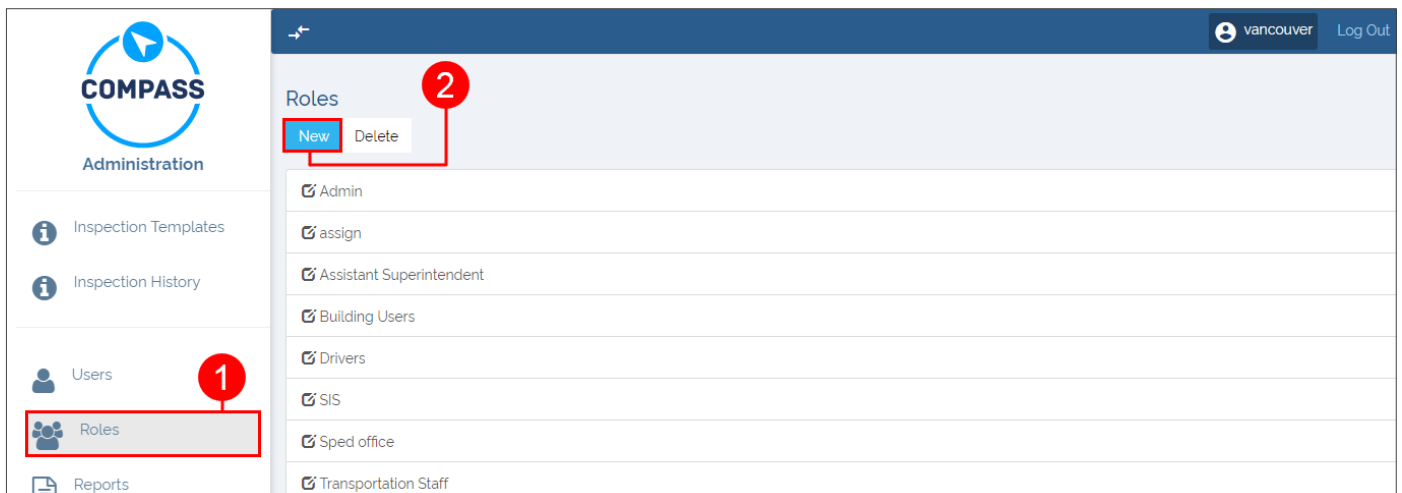 COMPASS
Administration
Inspection Templates
Inspection History
Users
1
Roles
Reports
vancouver Log Out
Roles
2
New Delete
Admin
assign
Assistant Superintendent
Building Users
Drivers
SIS
Sped office
Transportation Staff